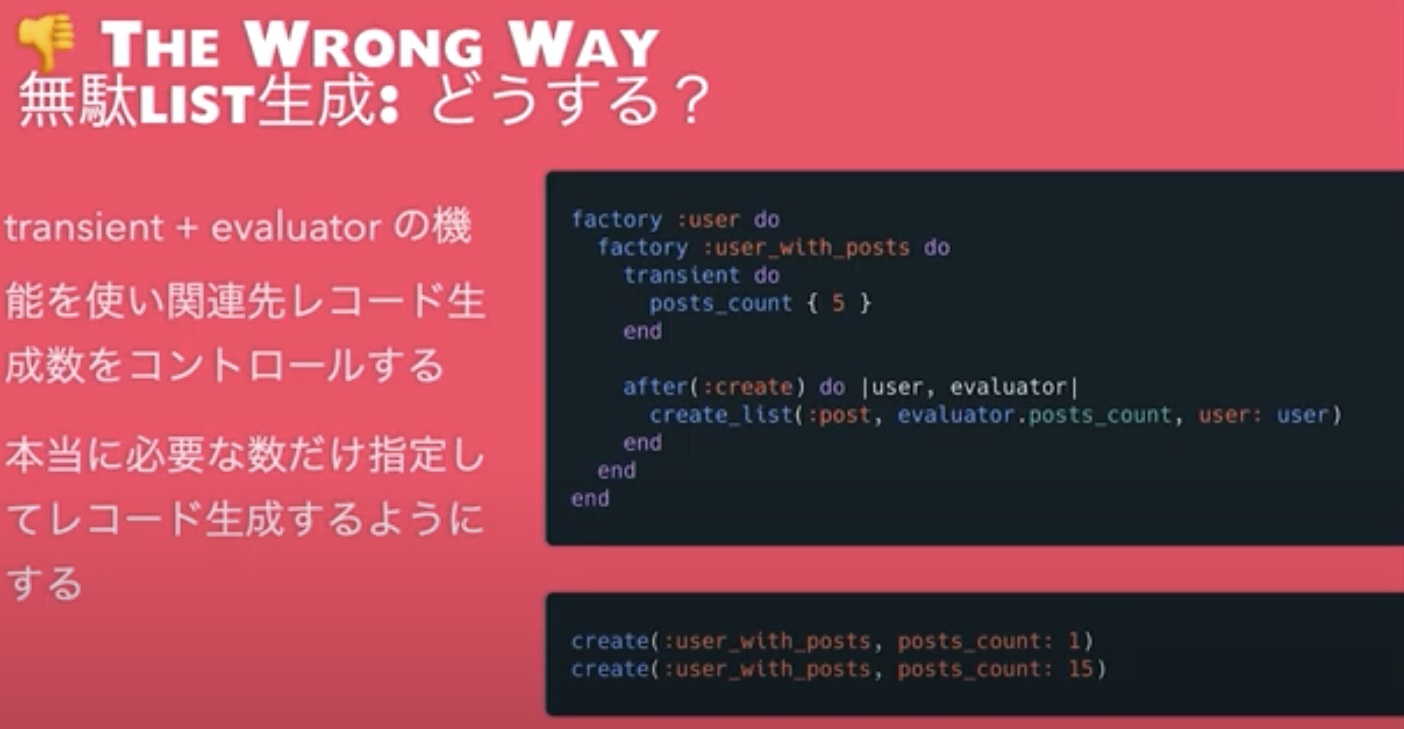 👎 The Wrong Way
無駄LIST生成: どうする？
transient + evaluator の機
能を使い関連先レコード生
成数をコントロールする
本当に必要な数だけ指定し
てレコード生成するように
する
factory :user do
  factory :user_with_posts do
    transient do
      posts_count { 5 }
    end

    after(:create) do |user, evaluator|
      create_list(:post, evaluator.posts_count, user: user)
    end
  end
end
create(:user_with_posts, posts_count: 1)
create(:user_with_posts, posts_count: 15)